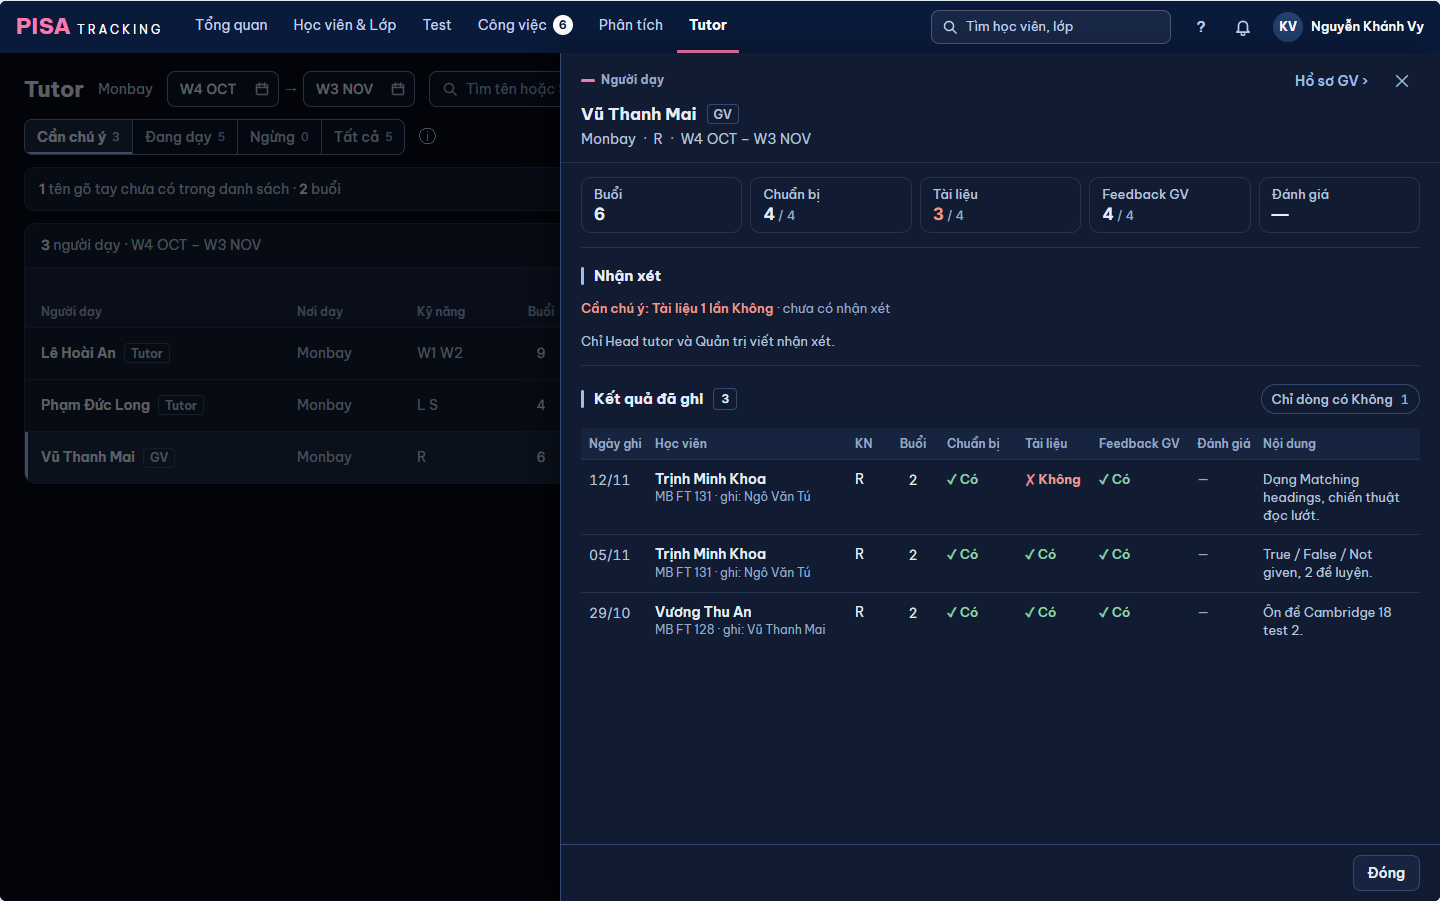 PISA TRACKING
Tổng quan
Học viên & Lớp
Test
Công việc 6
Phân tích
Tutor
Tìm học viên, lớp
?
KV Nguyễn Khánh Vy
Tutor Monbay W4 OCT → W3 NOV Tìm tên hoặc
Cần chú ý 3 Đang dạy 5 Ngừng 0 Tất cả 5
1 tên gõ tay chưa có trong danh sách · 2 buổi
3 người dạy · W4 OCT – W3 NOV
Người dạy Nơi dạy Kỹ năng Buổi
Lê Hoài An Tutor Monbay W1 W2 9
Phạm Đức Long Tutor Monbay L S 4
Vũ Thanh Mai GV Monbay R 6
Người dạy
Hồ sơ GV ›
Vũ Thanh Mai GV
Monbay · R · W4 OCT – W3 NOV
Buổi
6
Chuẩn bị
4 / 4
Tài liệu
3 / 4
Feedback GV
4 / 4
Đánh giá
—
Nhận xét
Cần chú ý: Tài liệu 1 lần Không · chưa có nhận xét
Chỉ Head tutor và Quản trị viết nhận xét.
Kết quả đã ghi 3
Chỉ dòng có Không 1
Ngày ghi Học viên KN Buổi Chuẩn bị Tài liệu Feedback GV Đánh giá Nội dung
12/11 Trịnh Minh Khoa R 2 ✓ Có ✗ Không ✓ Có — Dạng Matching
MB FT 131 · ghi: Ngô Văn Tú headings, chiến thuật
đọc lướt.
05/11 Trịnh Minh Khoa R 2 ✓ Có ✓ Có ✓ Có — True / False / Not
MB FT 131 · ghi: Ngô Văn Tú given, 2 đề luyện.
29/10 Vương Thu An R 2 ✓ Có ✓ Có ✓ Có — Ôn đề Cambridge 18
MB FT 128 · ghi: Vũ Thanh Mai test 2.
Đóng